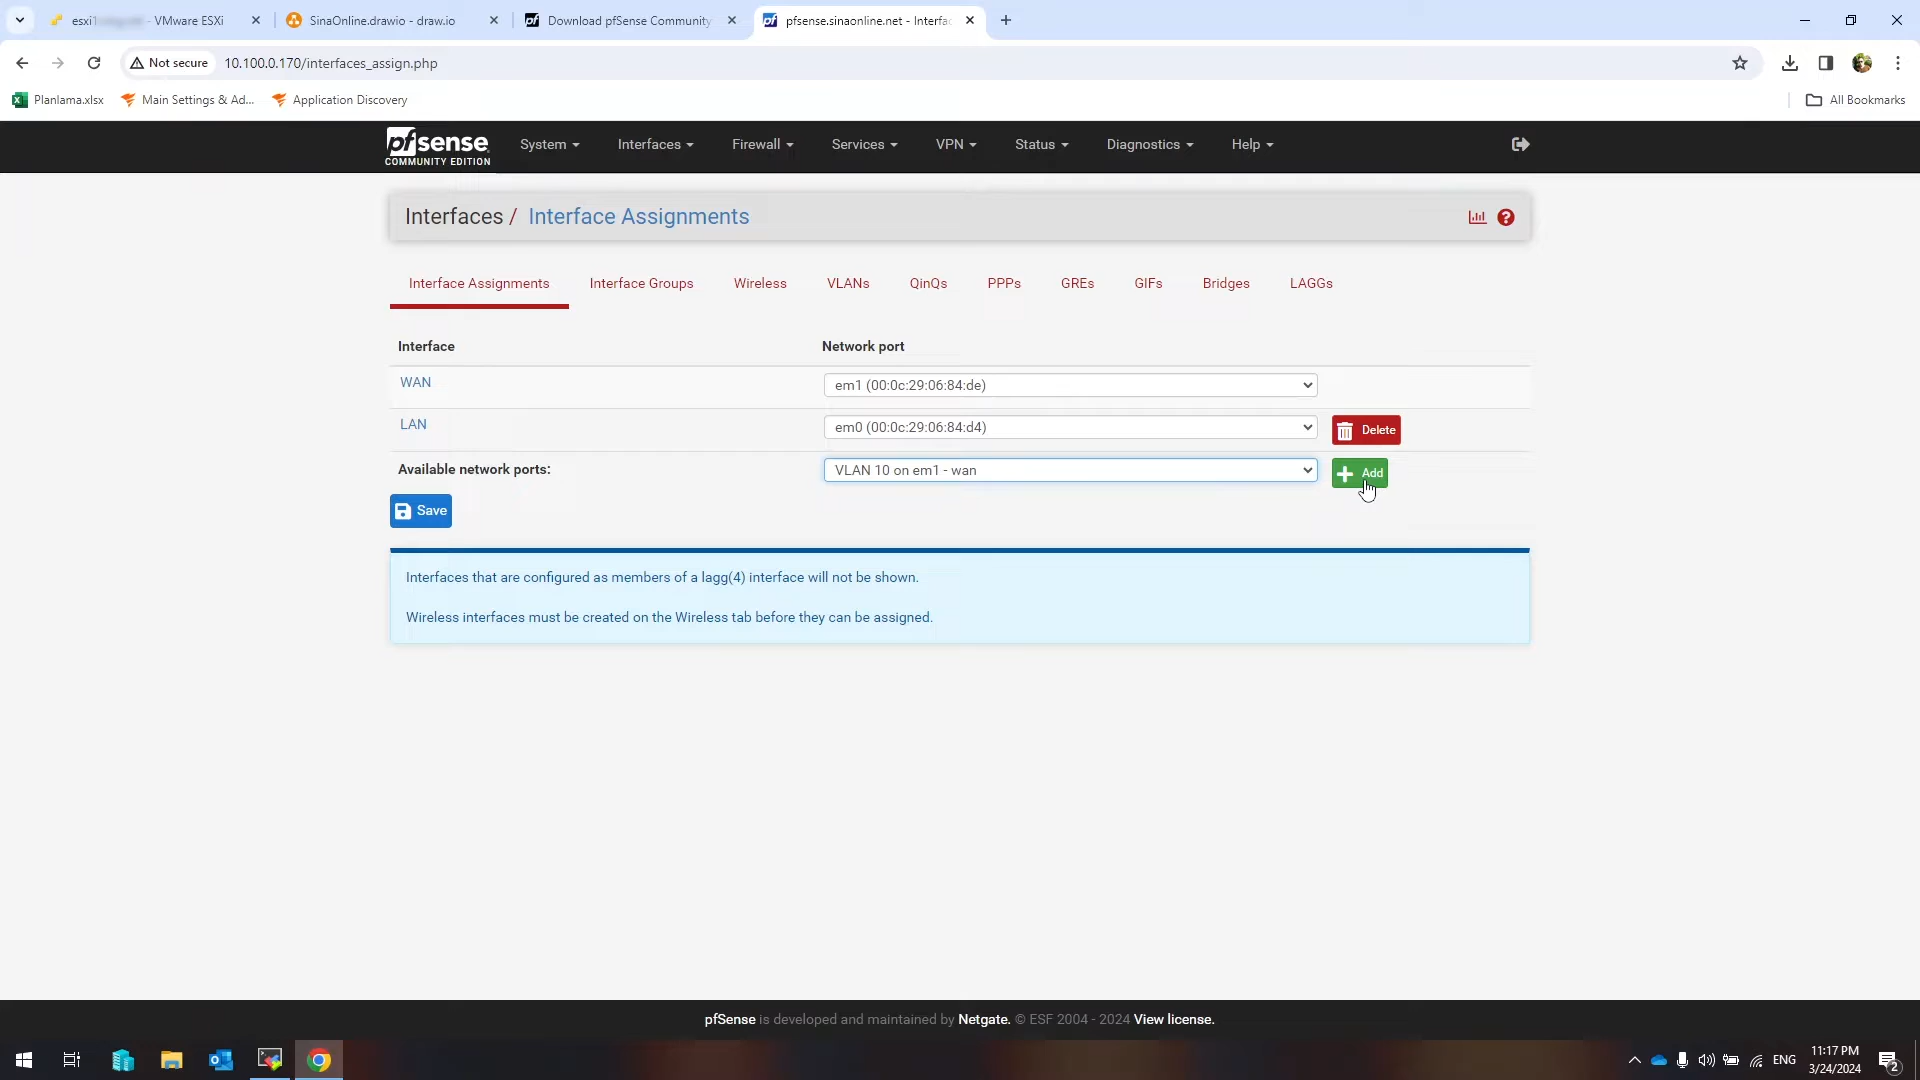 esxi - VMware ESXi
SinaOnline.drawio - draw.io
Download pfSense Community
pfsense.sinaonline.net - Interfac
Not secure
10.100.0.170/interfaces_assign.php
Planlama.xlsx
Main Settings & Ad...
Application Discovery
All Bookmarks
pfsense
COMMUNITY EDITION
System
Interfaces
Firewall
Services
VPN
Status
Diagnostics
Help
Interfaces / Interface Assignments
Interface Assignments
Interface Groups
Wireless
VLANs
QinQs
PPPs
GREs
GIFs
Bridges
LAGGs
Interface
Network port
WAN
em1 (00:0c:29:06:84:de)
LAN
em0 (00:0c:29:06:84:d4)
Delete
Available network ports:
VLAN 10 on em1 - wan
Add
Save
Interfaces that are configured as members of a lagg(4) interface will not be shown.
Wireless interfaces must be created on the Wireless tab before they can be assigned.
pfSense is developed and maintained by Netgate. © ESF 2004 - 2024 View license.
ENG
11:17 PM
3/24/2024
2